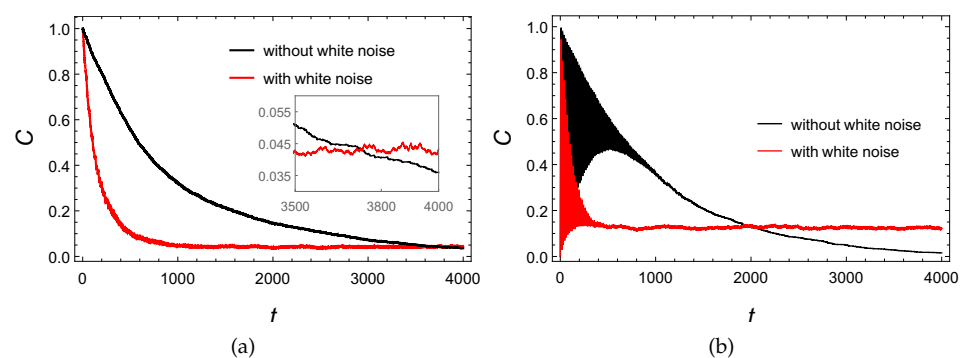 1.0
0.8
0.6
0.4
0.2
0.0
C
without white noise
with white noise
0.055
0.045
0.035
3500 3800 4000
0 1000 2000 3000 4000
t
(a)
1.0
0.8
0.6
0.4
0.2
0.0
C
without white noise
with white noise
0 1000 2000 3000 4000
t
(b)